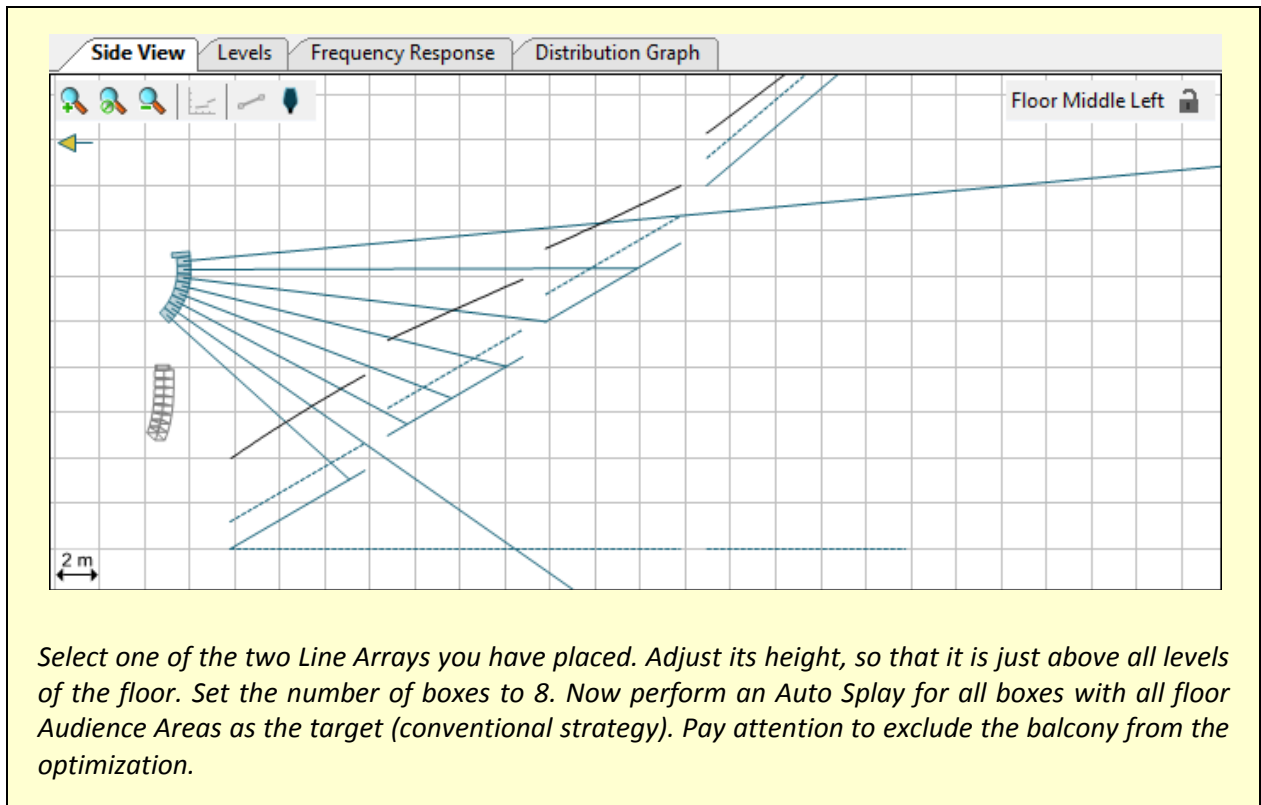 Side View Levels Frequency Response Distribution Graph
Floor Middle Left
2 m
Select one of the two Line Arrays you have placed. Adjust its height, so that it is just above all levels
of the floor. Set the number of boxes to 8. Now perform an Auto Splay for all boxes with all floor
Audience Areas as the target (conventional strategy). Pay attention to exclude the balcony from the
optimization.